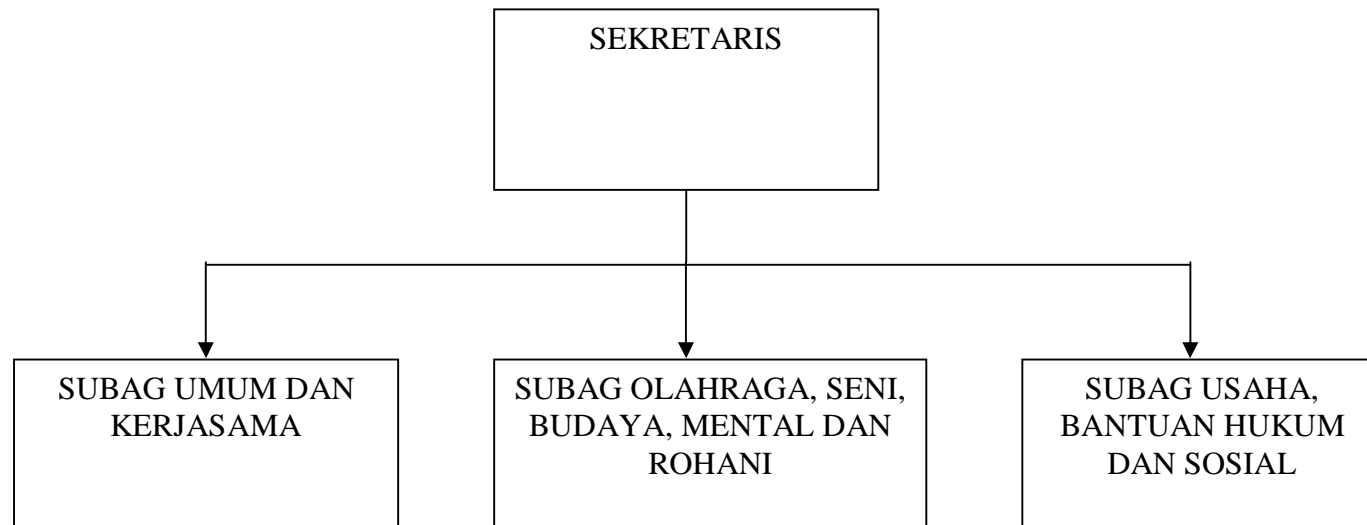 SEKRETARIS
SUBAG UMUM DAN
KERJASAMA
SUBAG OLAHRAGA, SENI,
BUDAYA, MENTAL DAN
ROHANI
SUBAG USAHA,
BANTUAN HUKUM
DAN SOSIAL